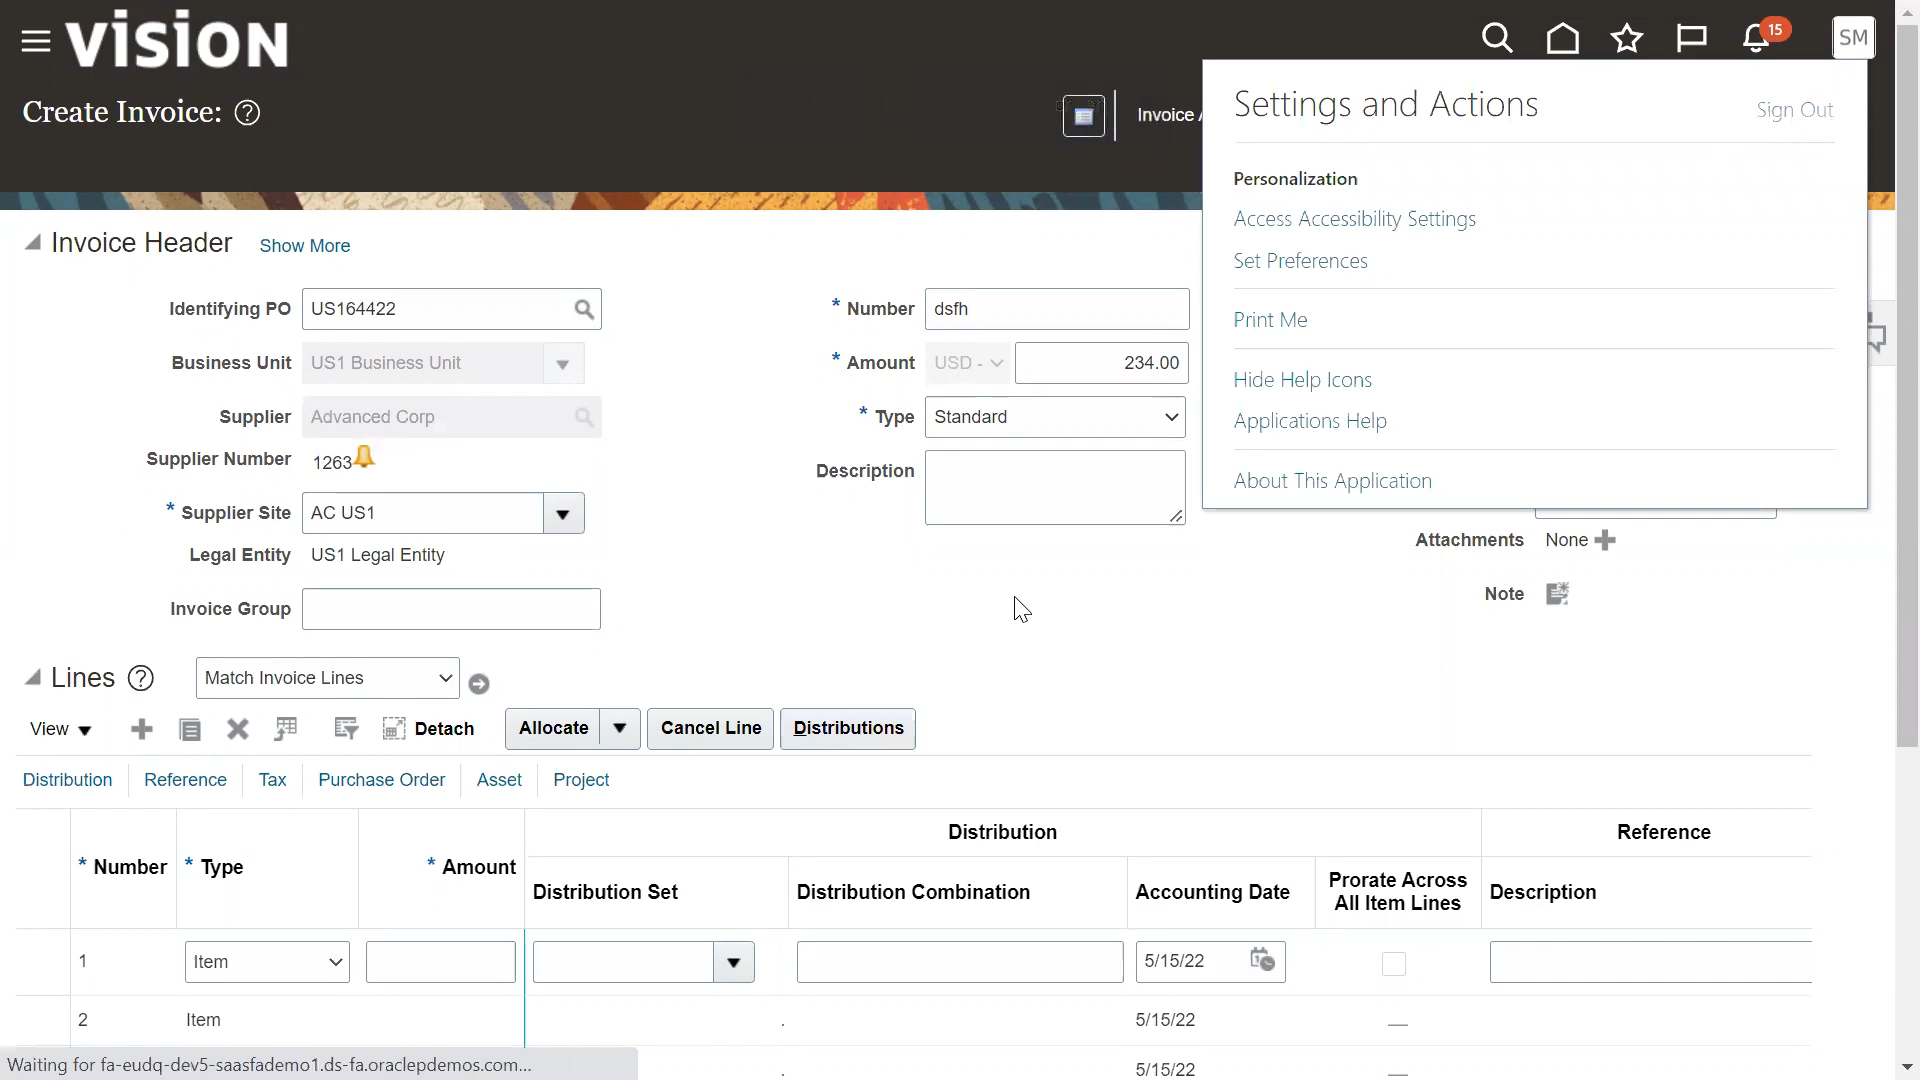 vision
15
SM
Create Invoice: ?
Invoice A
Settings and Actions
Sign Out
Personalization
Access Accessibility Settings
Set Preferences
Print Me
Hide Help Icons
Applications Help
About This Application
Invoice Header Show More
Identifying PO US164422
Business Unit US1 Business Unit
Supplier Advanced Corp
Supplier Number 1263
* Supplier Site AC US1
Legal Entity US1 Legal Entity
Invoice Group
* Number dsfh
* Amount USD - 234.00
* Type Standard
Description
Attachments None
Note
Lines ? Match Invoice Lines
View Detach Allocate Cancel Line Distributions
Distribution Reference Tax Purchase Order Asset Project
Distribution Reference
* Number * Type * Amount Distribution Set Distribution Combination Accounting Date Prorate Across Description
All Item Lines
1 Item 5/15/22
2 Item . 5/15/22 —
. 5/15/22 —
Waiting for fa-eudq-dev5-saasfademo1.ds-fa.oraclepdemos.com...